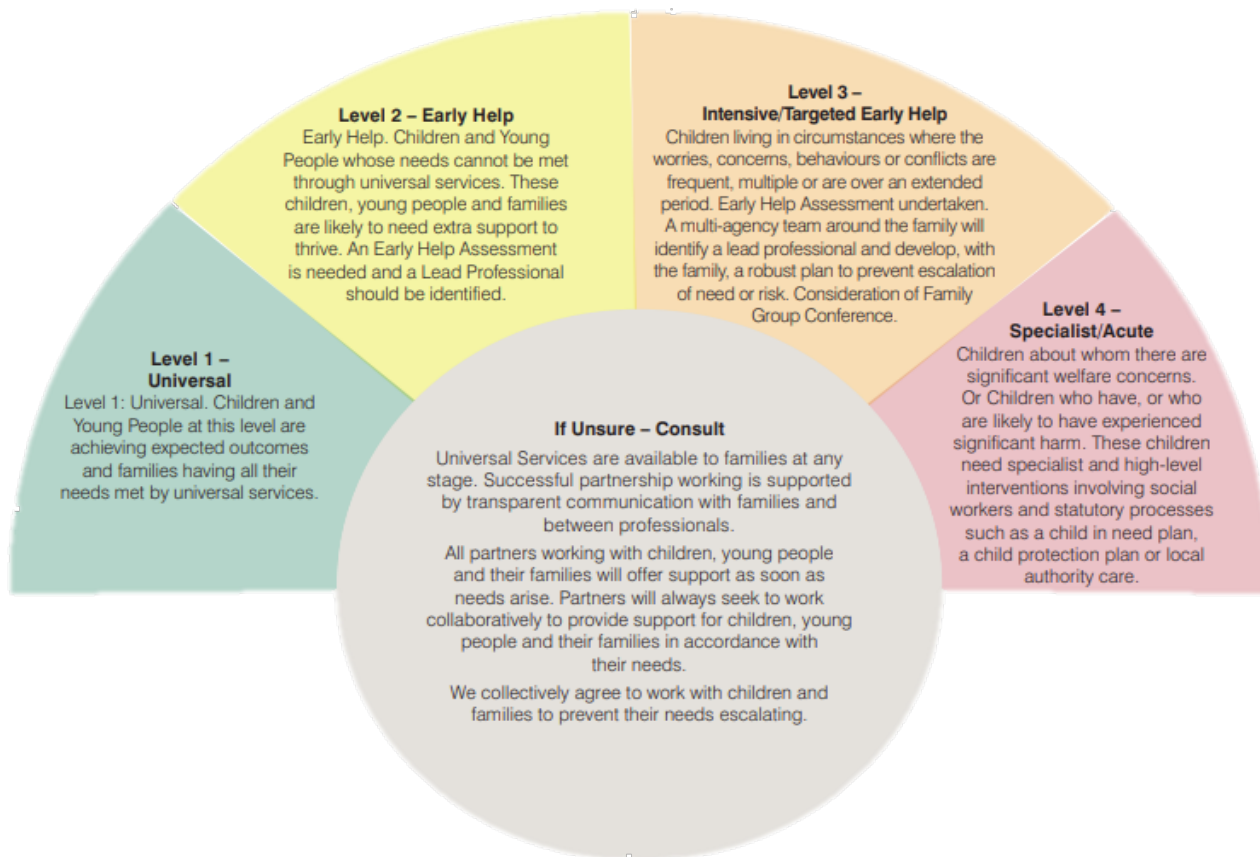 Level 1 –
Universal
Level 1: Universal. Children and
Young People at this level are
achieving expected outcomes
and families having all their
needs met by universal services.
Level 2 – Early Help
Early Help. Children and Young
People whose needs cannot be met
through universal services. These
children, young people and families
are likely to need extra support to
thrive. An Early Help Assessment
is needed and a Lead Professional
should be identified.
Level 3 –
Intensive/Targeted Early Help
Children living in circumstances where the
worries, concerns, behaviours or conflicts are
frequent, multiple or are over an extended
period. Early Help Assessment undertaken.
A multi-agency team around the family will
identify a lead professional and develop, with
the family, a robust plan to prevent escalation
of need or risk. Consideration of Family
Group Conference.
Level 4 –
Specialist/Acute
Children about whom there are
significant welfare concerns.
Or Children who have, or who
are likely to have experienced
significant harm. These children
need specialist and high-level
interventions involving social
workers and statutory processes
such as a child in need plan,
a child protection plan or local
authority care.
If Unsure – Consult
Universal Services are available to families at any
stage. Successful partnership working is supported
by transparent communication with families and
between professionals.
All partners working with children, young people
and their families will offer support as soon as
needs arise. Partners will always seek to work
collaboratively to provide support for children, young
people and their families in accordance with
their needs.
We collectively agree to work with children and
families to prevent their needs escalating.